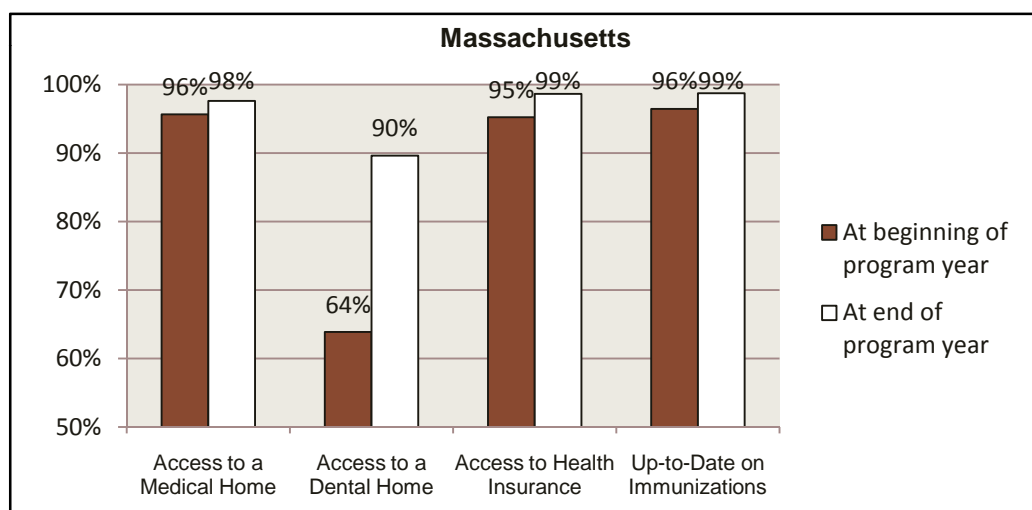 Massachusetts
100%
90%
80%
70%
60%
50%
96% 98%
64%
90%
95% 99%
96% 99%
Access to a
Medical Home
Access to a
Dental Home
Access to Health
Insurance
Up-to-Date on
Immunizations
At beginning of
program year
At end of
program year